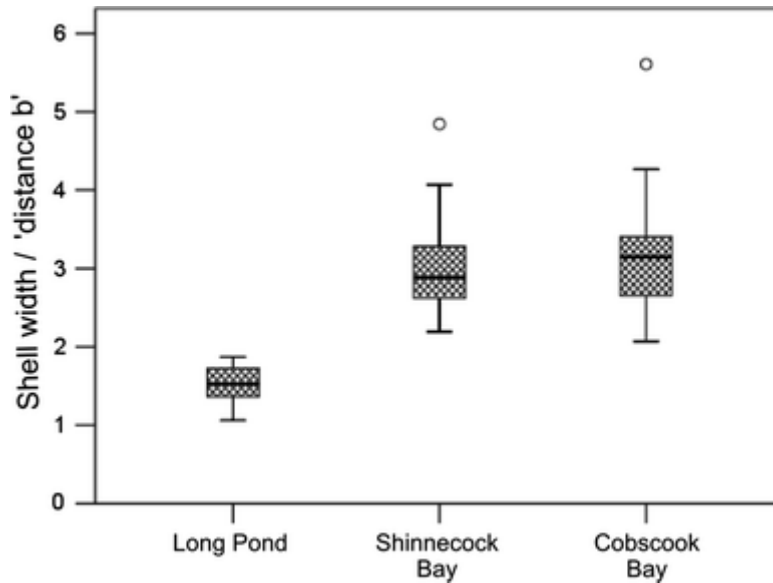 Shell width / 'distance b'
6
5
4
3
2
1
0
Long Pond
Shinnecock
Bay
Cobscook
Bay